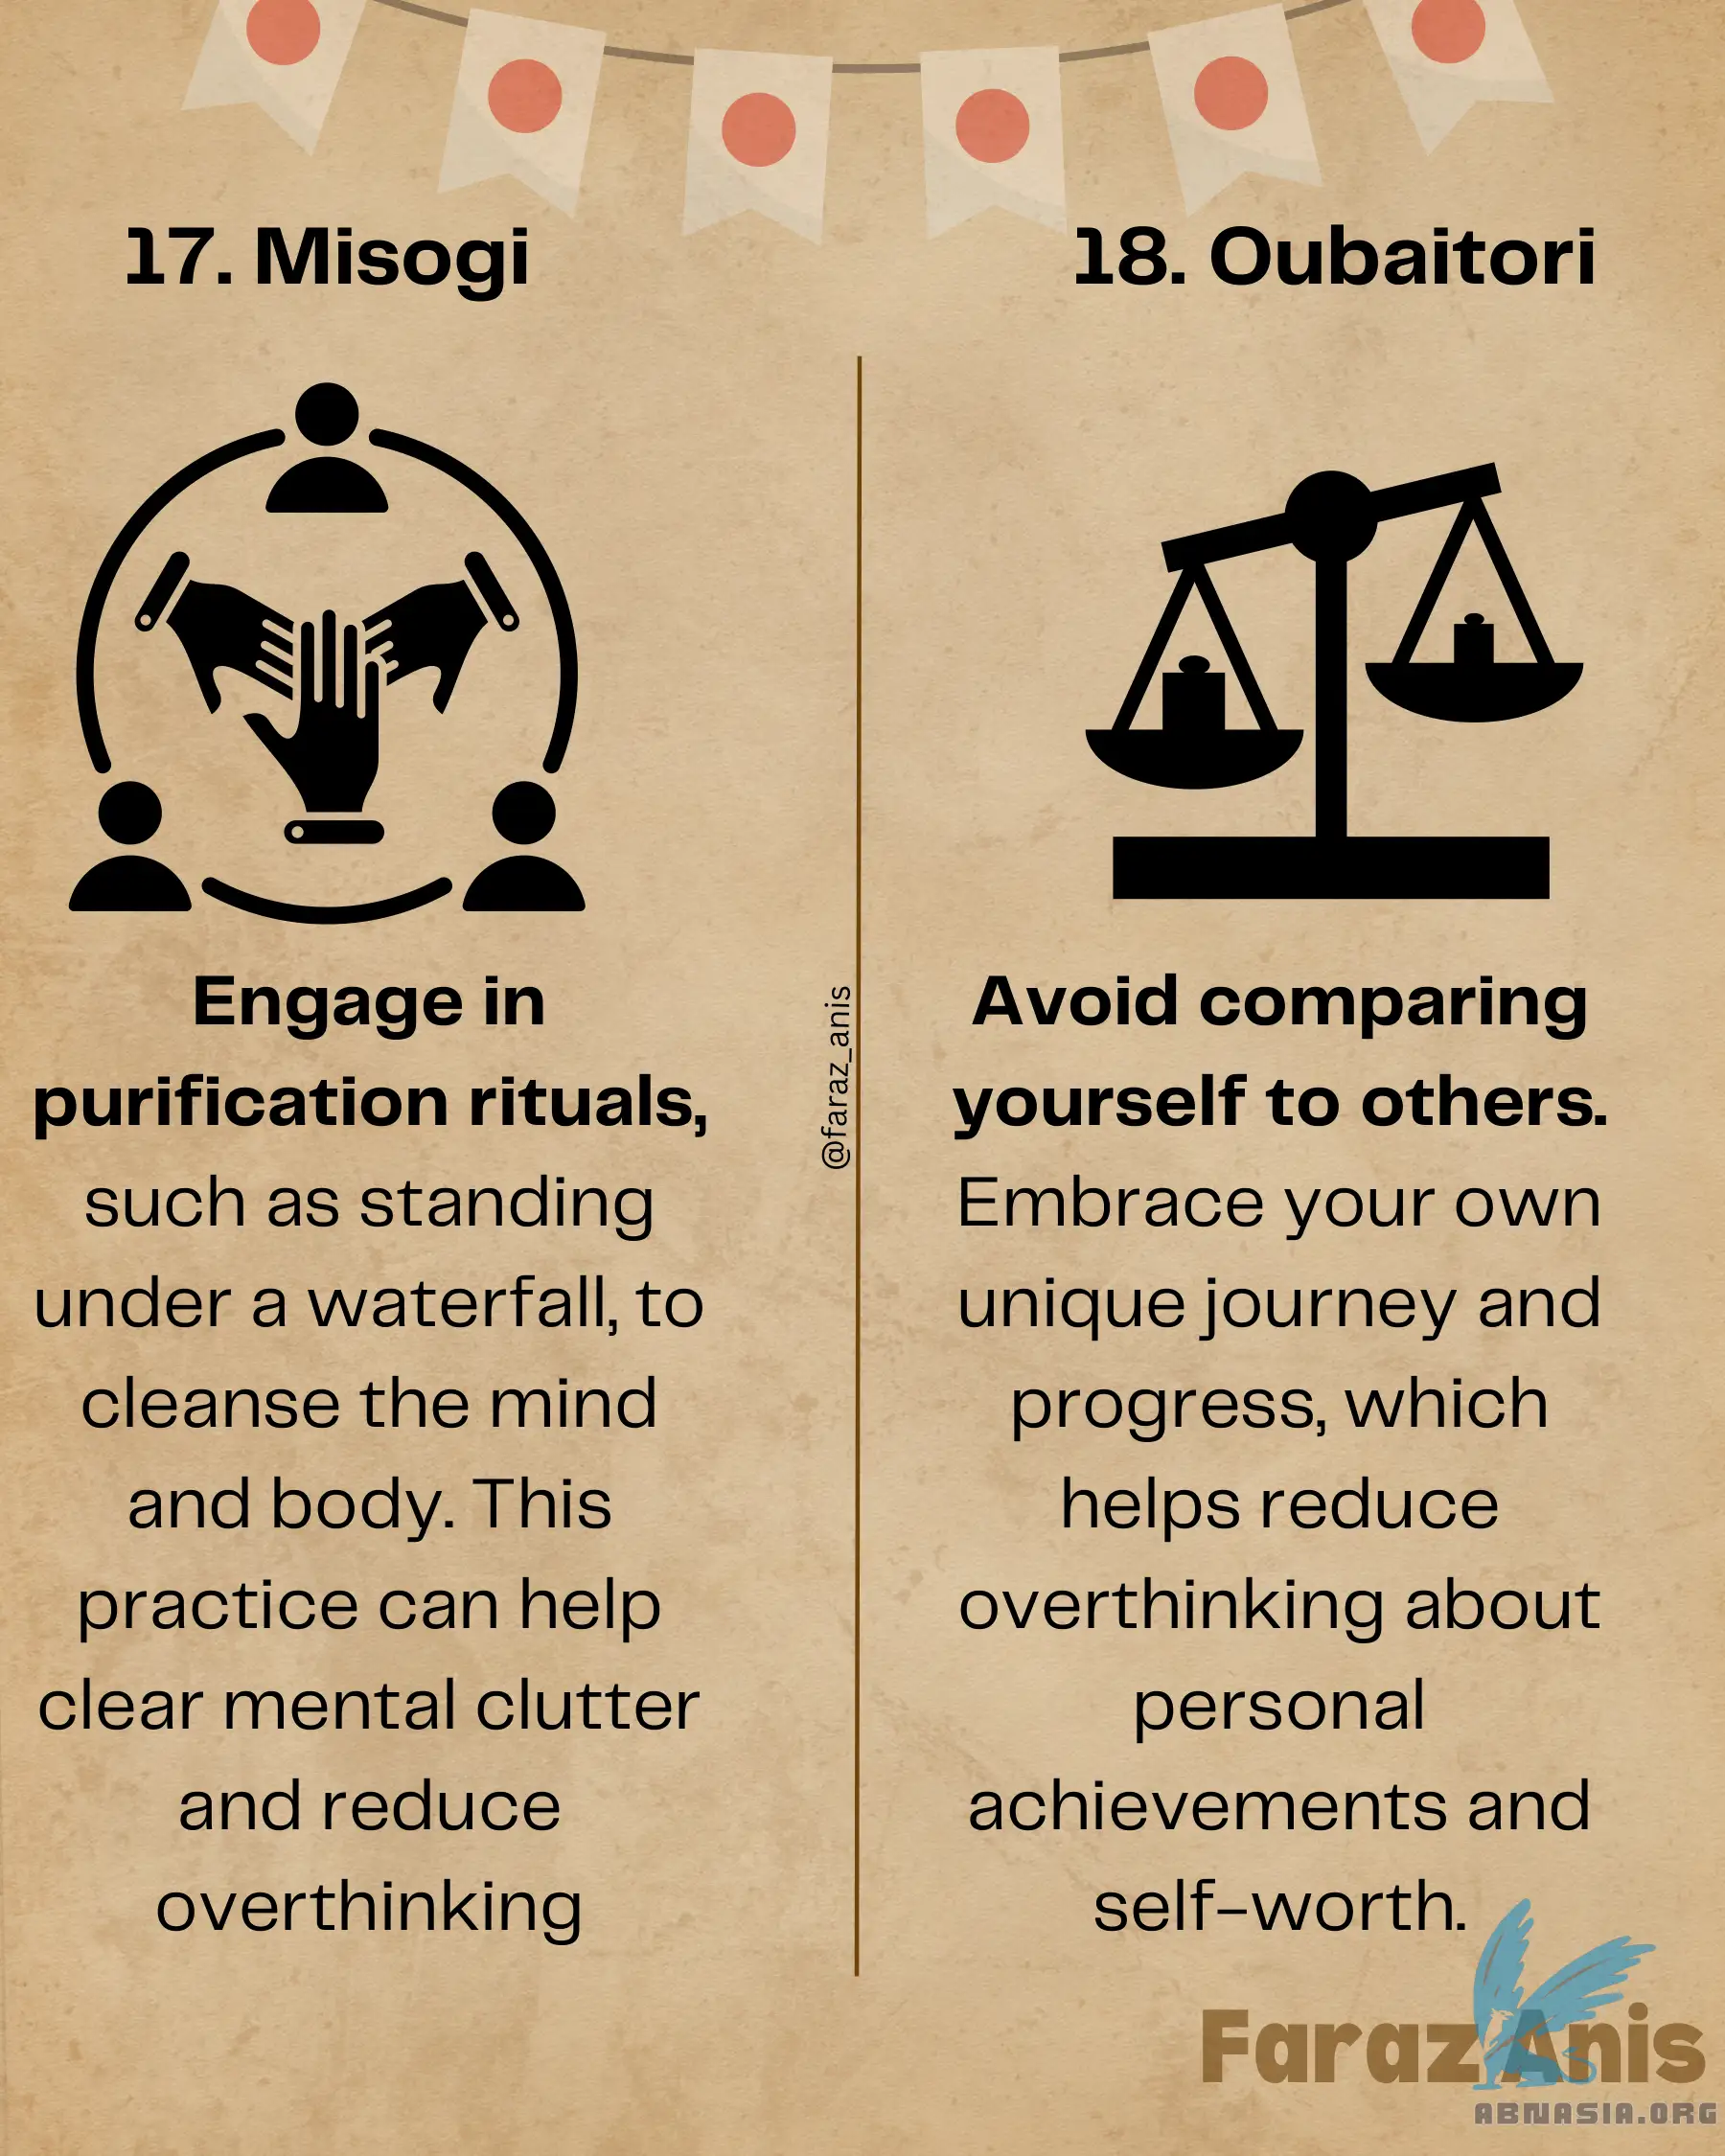 17. Misogi
Engage in
purification rituals,
such as standing
under a waterfall, to
cleanse the mind
and body. This
practice can help
clear mental clutter
and reduce
overthinking
@faraz_anis
18. Oubaitori
Avoid comparing
yourself to others.
Embrace your own
unique journey and
progress, which
helps reduce
overthinking about
personal
achievements and
self-worth.
Faraz Anis
ABNASIA.ORG